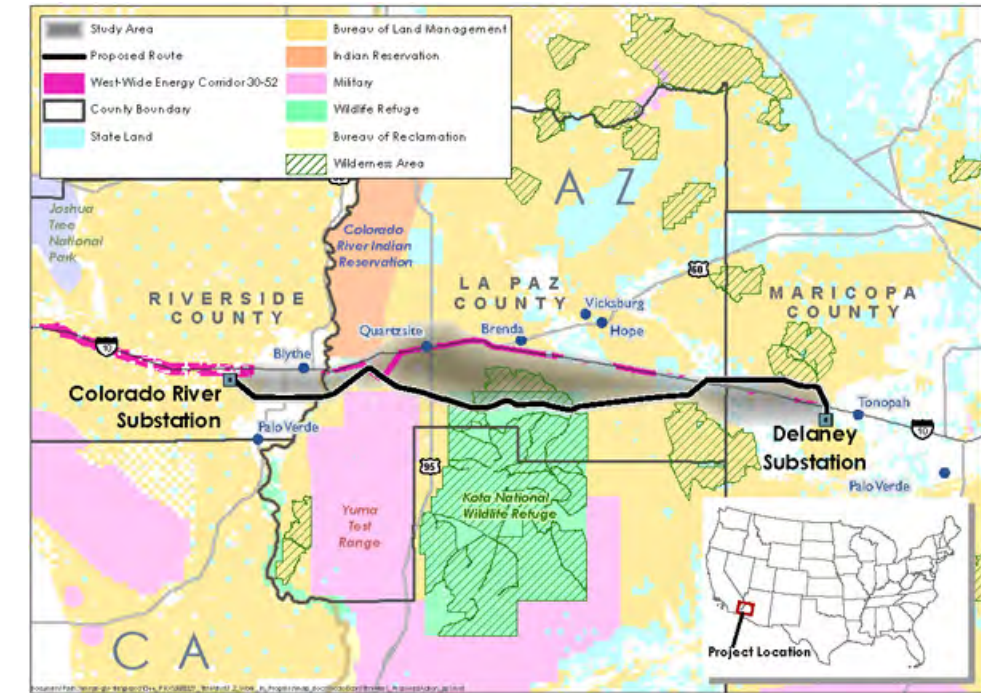 Study Area
Proposed Route
West-Wide Energy Corridor 30-52
County Boundary
State Land
Bureau of Land Management
Indian Reservation
Military
Wildlife Refuge
Bureau of Reclamation
Wilderness Area
A Z
Joshua
Tree
National
Park
Colorado
River Indian
Reservation
RIVERSIDE
COUNTY
LA PAZ
COUNTY
MARICOPA
COUNTY
60
Vicksburg
Hope
Brenda
Quartzsite
Blythe
10
Colorado River
Substation
Palo Verde
95
Tonopah
10
Delaney
Substation
Palo Verde
Yuma
Test
Range
Kofa National
Wildlife Refuge
C A
Project Location